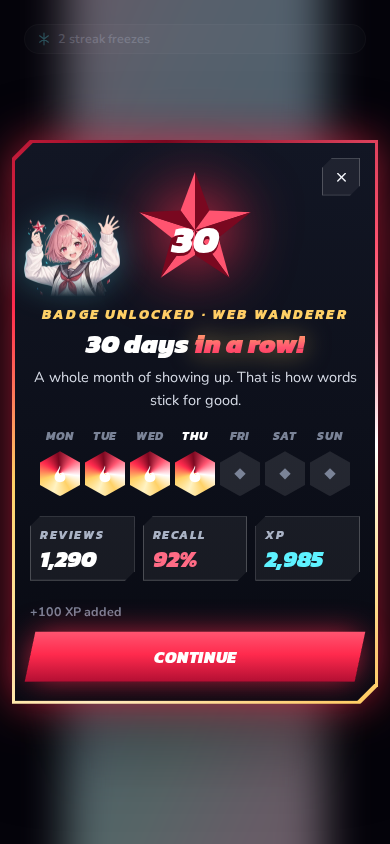 2 streak freezes
×
30
BADGE UNLOCKED · WEB WANDERER
30 days in a row!
A whole month of showing up. That is how words
stick for good.
MON TUE WED THU FRI SAT SUN
REVIEWS RECALL XP
1,290 92% 2,985
+100 XP added
CONTINUE